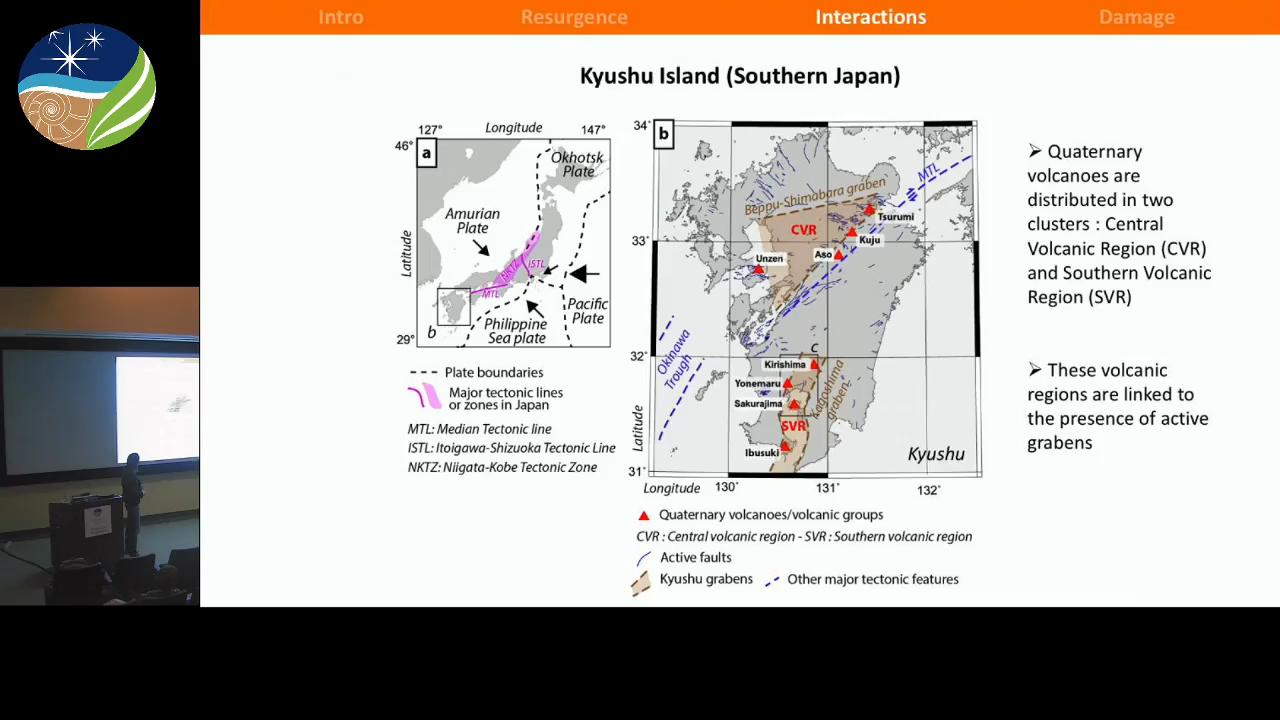 Intro
Resurgence
Interactions
Damage
Kyushu Island (Southern Japan)
127°
Longitude
147°
46°
a
Okhotsk
Plate
Amurian
Plate
Latitude
NKTZ
ISTL
MTL
b
Philippine
Sea plate
Pacific
Plate
29°
Plate boundaries
Major tectonic lines
or zones in Japan
MTL: Median Tectonic line
ISTL: Itoigawa-Shizuoka Tectonic Line
NKTZ: Niigata-Kobe Tectonic Zone
34°
b
MTL
Beppu-Shimabara graben
Tsurumi
CVR
Kuju
33°
Unzen
Aso
Okinawa
Trough
32°
C
Kirishima
Yonemaru
Sakurajima
Kagoshima
graben
SVR
Latitude
Ibusuki
Kyushu
31°
Longitude
130°
131°
132°
Quaternary volcanoes/volcanic groups
CVR : Central volcanic region - SVR : Southern volcanic region
Active faults
Kyushu grabens
Other major tectonic features
➢ Quaternary
volcanoes are
distributed in two
clusters : Central
Volcanic Region (CVR)
and Southern Volcanic
Region (SVR)
➢ These volcanic
regions are linked to
the presence of active
grabens